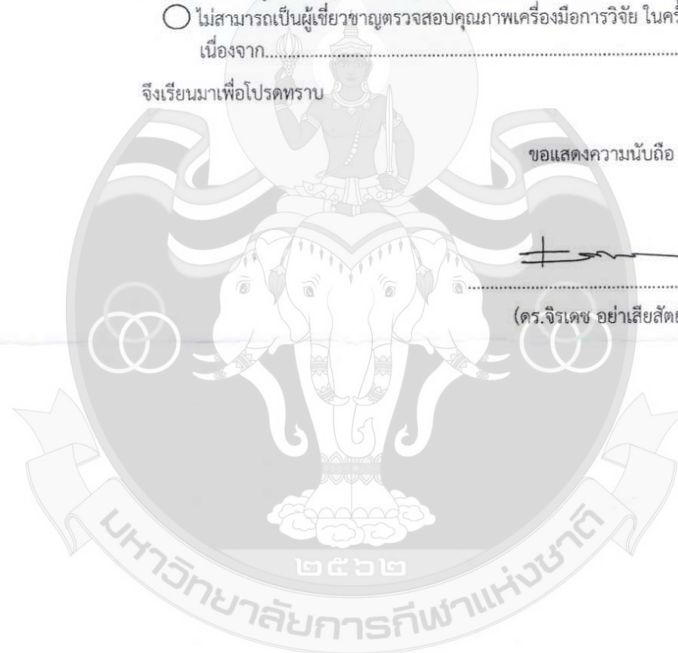 ไม่สามารถเป็นผู้เชี่ยวชาญตรวจสอบคุณภาพเครื่องมือการวิจัย ในครั้
เนื่องจาก
จึงเรียนมาเพื่อโปรดทราบ
ขอแสดงความนับถือ
(ดร.จิรเดช อย่าเสียสัตย
๒๕๖๒
มหาวิทยาลัยการกีฬาแห่งชาติ